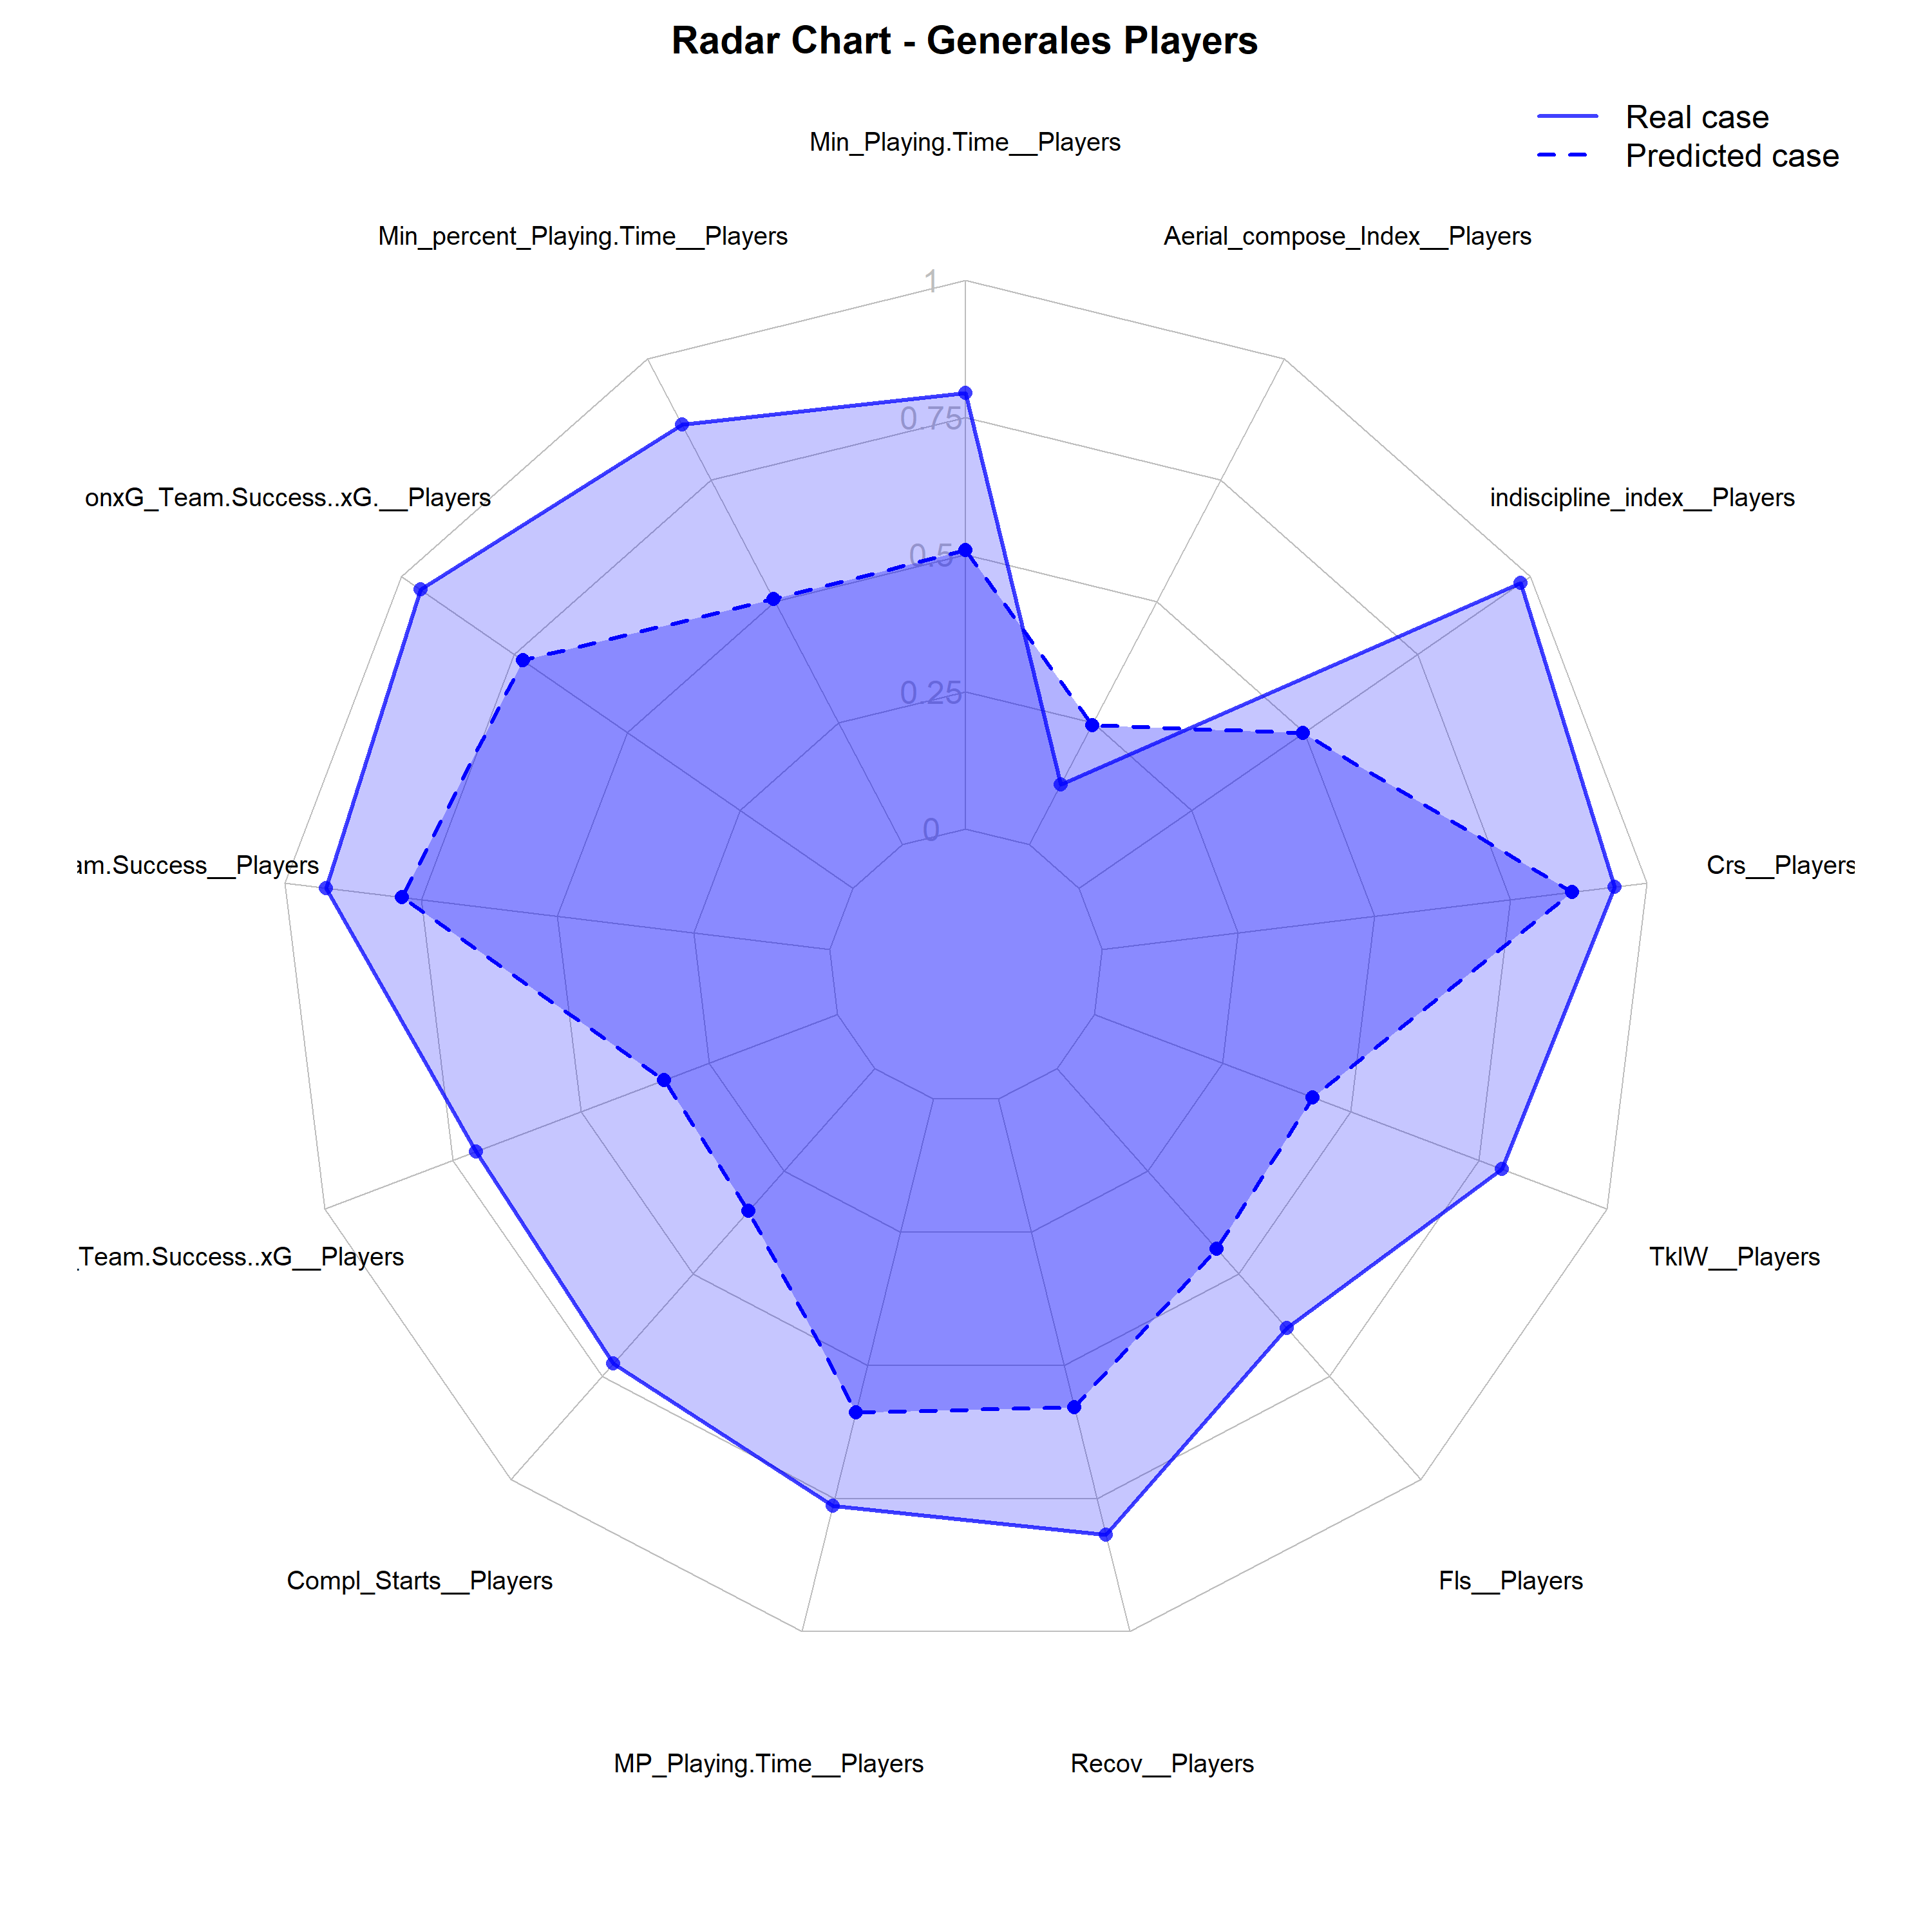 Radar Chart - Generales Players
Real case
Predicted case
Min_Playing.Time__Players
Min_percent_Playing.Time__Players
Aerial_compose_Index__Players
1
0.75
onxG_Team.Success..xG.__Players
indiscipline_index__Players
0.5
0.25
0
am.Success__Players
Crs__Players
_Team.Success..xG__Players
TklW__Players
Compl_Starts__Players
Fls__Players
MP_Playing.Time__Players
Recov__Players